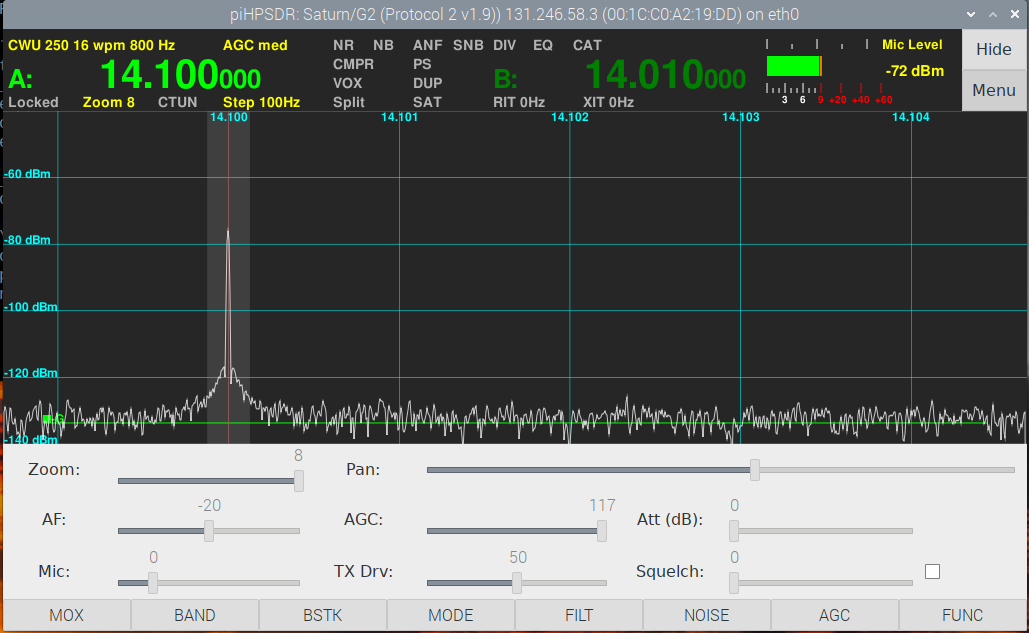 piHPSDR: Saturn/G2 (Protocol 2 v1.9)) 131.246.58.3 (00:1C:C0:A2:19:DD) on eth0
CWU 250 16 wpm 800 Hz AGC med NR NB ANF SNB DIV EQ CAT Mic Level Hide
A: 14.100000 CMPR PS B: 14.010000 -72 dBm
VOX DUP Menu
Locked Zoom 8 CTUN Step 100Hz Split SAT RIT 0Hz XIT 0Hz 3 6 9 +20 +40 +60
14.100 14.101 14.102 14.103 14.104
-60 dBm
-80 dBm
-100 dBm
-120 dBm
-140 dBm
Zoom: 8 Pan:
AF: -20 AGC: 117 Att (dB): 0
Mic: 0 TX Drv: 50 Squelch: 0
MOX BAND BSTK MODE FILT NOISE AGC FUNC